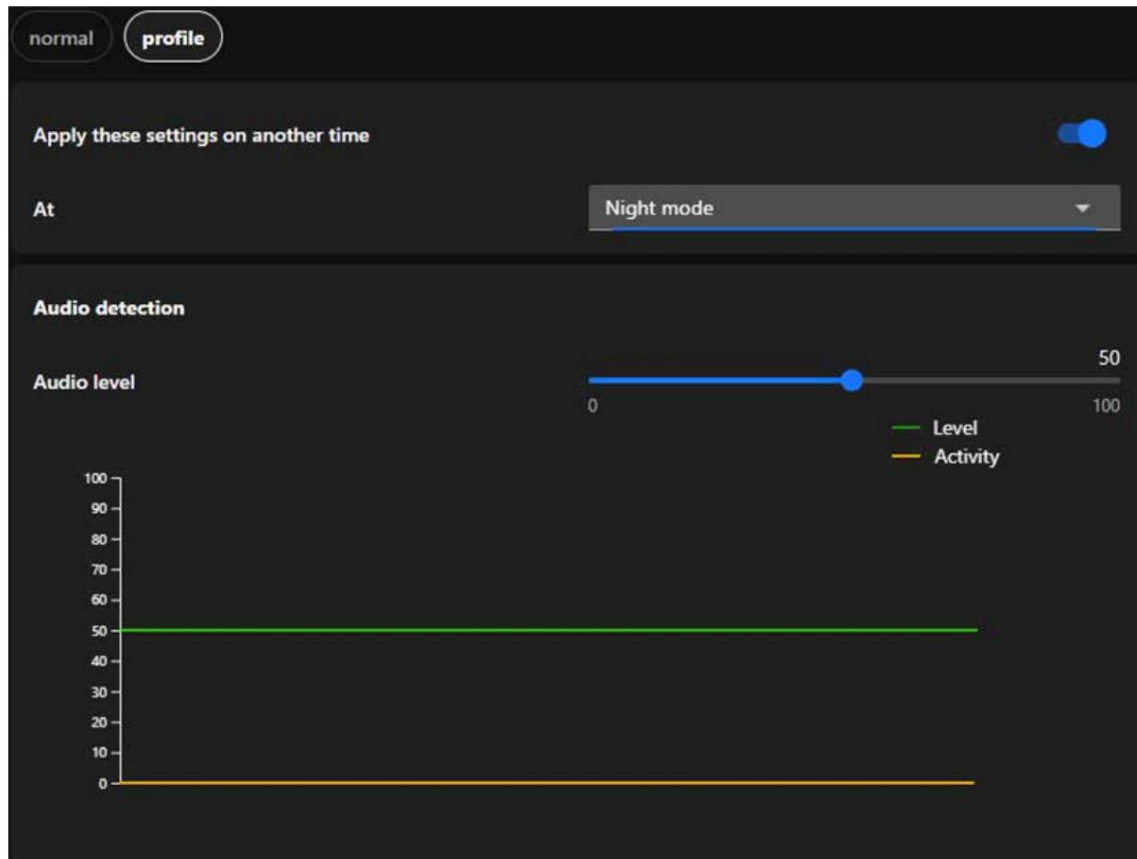 normal profile
Apply these settings on another time
At Night mode
Audio detection
50
Audio level
0 100
Level
Activity
100
90
80
70
60
50
40
30
20
10
0